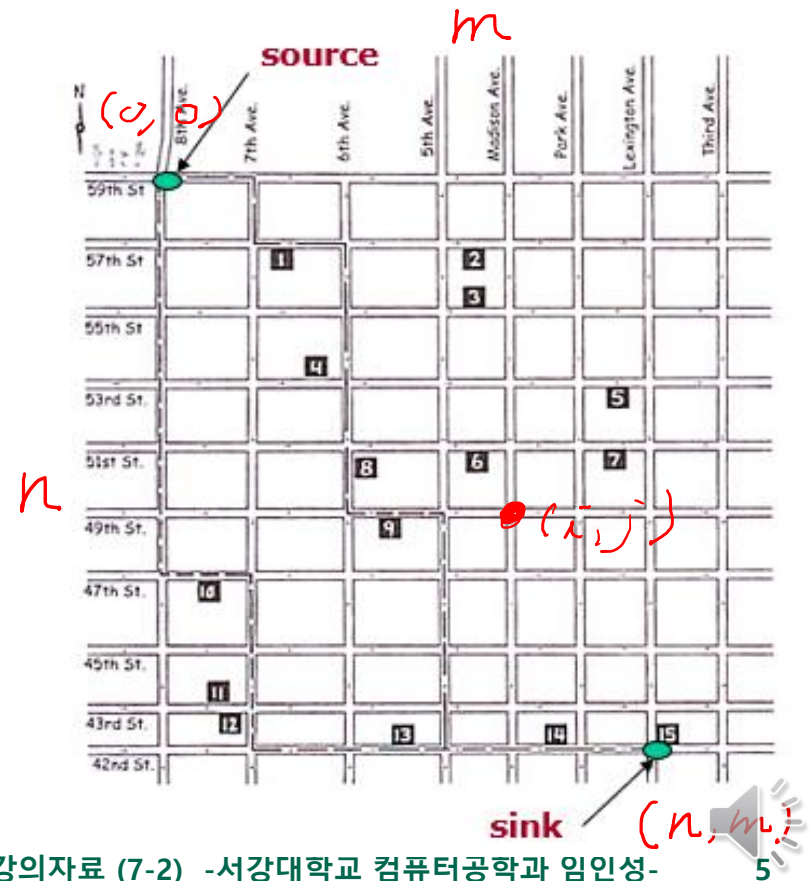 m
source
N
(0, 0)
8th Ave.
7th Ave.
6th Ave.
5th Ave.
Madison Ave.
Park Ave.
Lexington Ave.
Third Ave.
59th St
57th St
1
2
3
55th St
4
53rd St.
5
51st St.
8
6
7
n
(i, j)
49th St.
9
47th St.
10
45th St.
11
43rd St.
12
13
14
15
42nd St.
sink
(n, m)
강의자료 (7-2) -서강대학교 컴퓨터공학과 임인성-
5